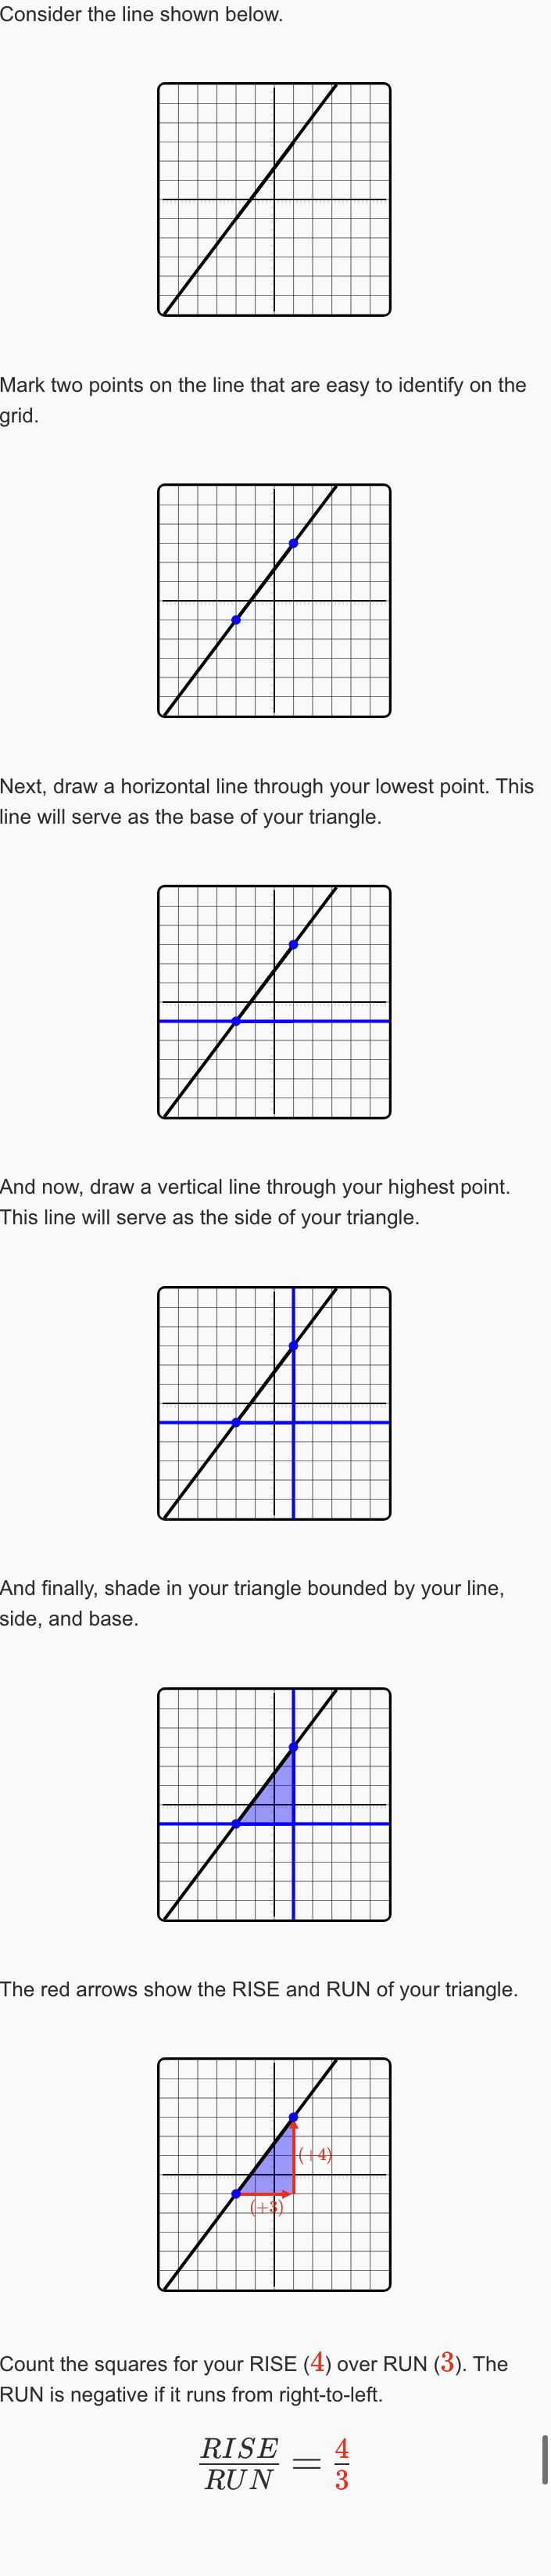 Consider the line shown below.
Mark two points on the line that are easy to identify on the
grid.
Next, draw a horizontal line through your lowest point. This
line will serve as the base of your triangle.
And now, draw a vertical line through your highest point.
This line will serve as the side of your triangle.
And finally, shade in your triangle bounded by your line,
side, and base.
The red arrows show the RISE and RUN of your triangle.
(+4)
(+3)
Count the squares for your RISE (4) over RUN (3). The
RUN is negative if it runs from right-to-left.
RISE/RUN = 4/3